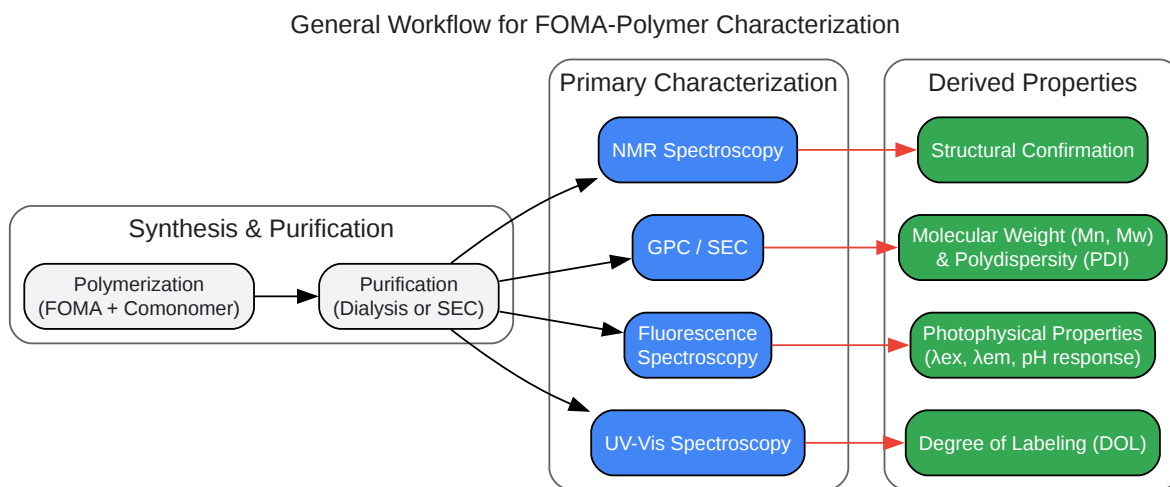 General Workflow for FOMA-Polymer Characterization
Synthesis & Purification
Polymerization
(FOMA + Comonomer)
Purification
(Dialysis or SEC)
Primary Characterization
NMR Spectroscopy
GPC / SEC
Fluorescence
Spectroscopy
UV-Vis Spectroscopy
Derived Properties
Structural Confirmation
Molecular Weight (Mn, Mw)
& Polydispersity (PDI)
Photophysical Properties
(λex, λem, pH response)
Degree of Labeling (DOL)